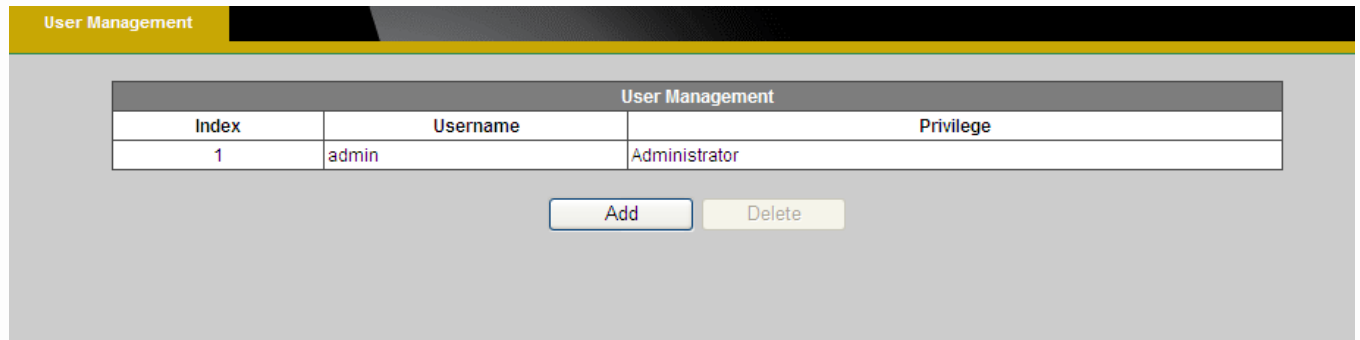 User Management
User Management
Index Username Privilege
1 admin Administrator
Add Delete